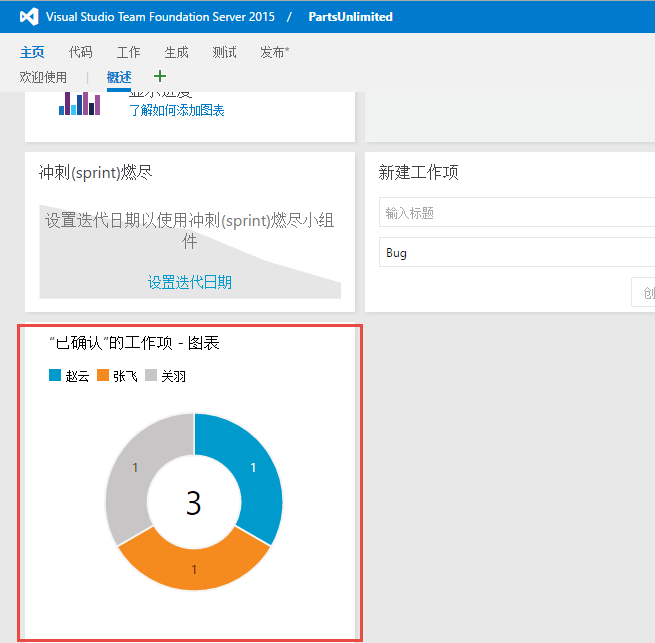 Visual Studio Team Foundation Server 2015 / PartsUnlimited
主页 代码 工作 生成 测试 发布*
欢迎使用 | 概述 +
显示进度
了解如何添加图表
冲刺(sprint)燃尽
设置迭代日期以使用冲刺(sprint)燃尽小组
件
设置迭代日期
新建工作项
输入标题
Bug
创
“已确认”的工作项 - 图表
赵云 张飞 关羽
1 1
3
1